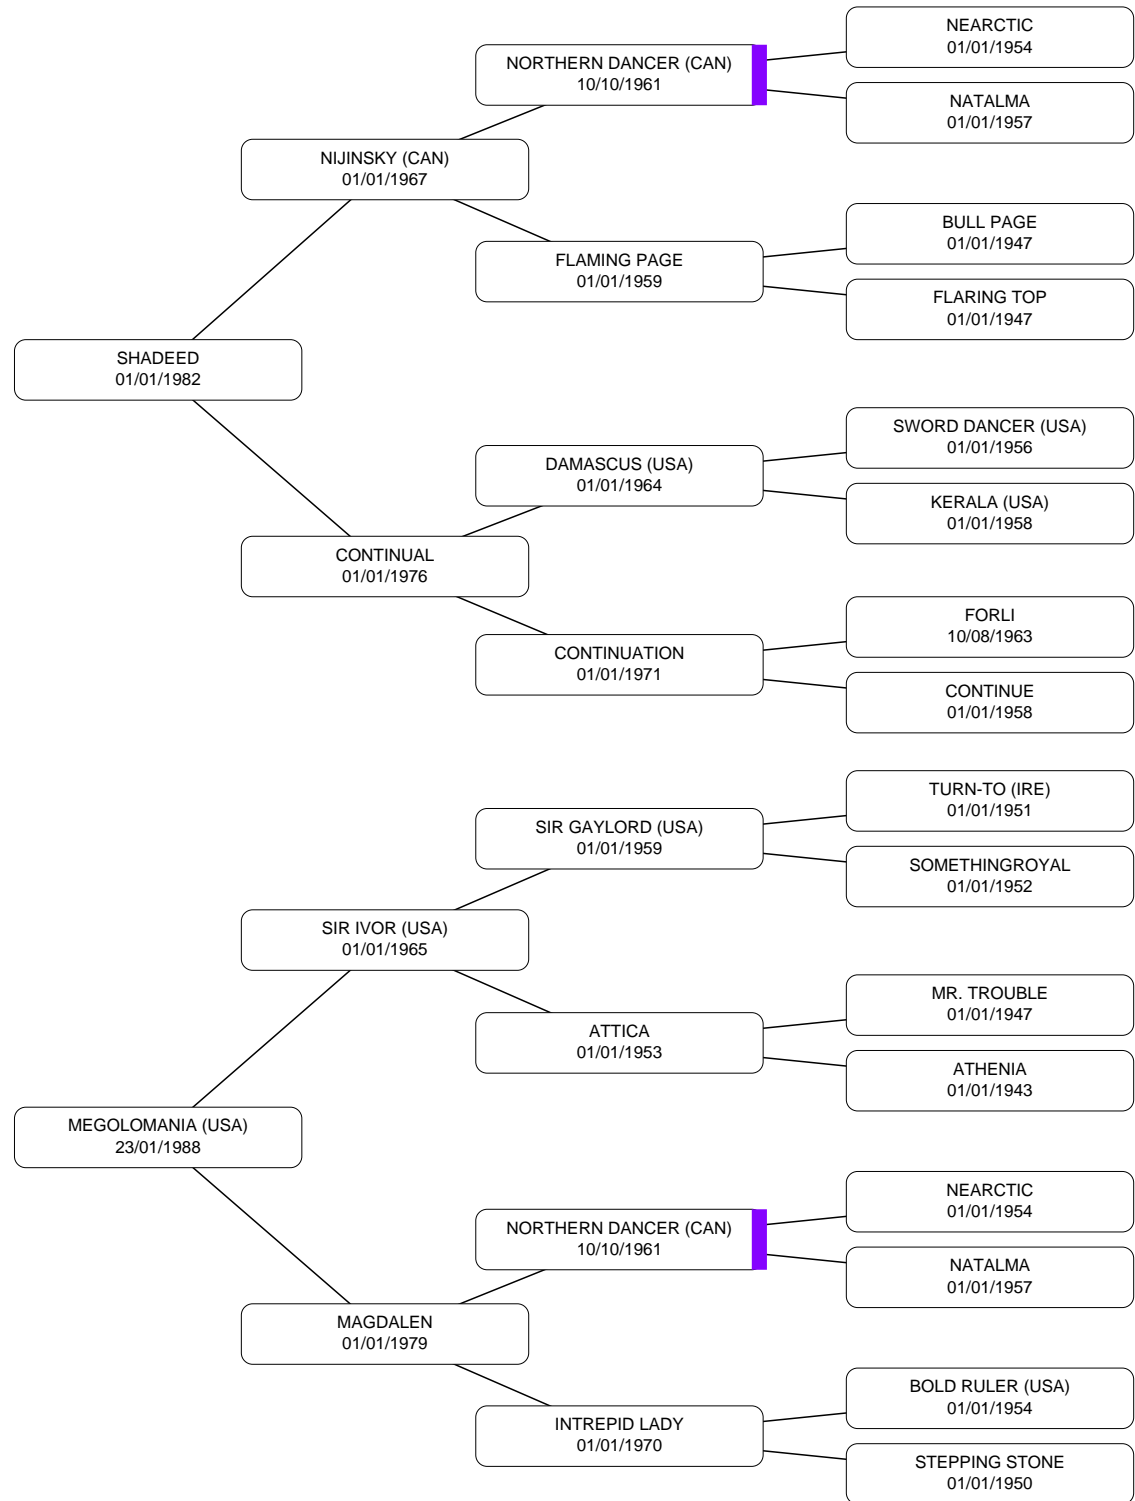 NEARCTIC
01/01/1954
NORTHERN DANCER (CAN)
10/10/1961
NATALMA
01/01/1957
NIJINSKY (CAN)
01/01/1967
BULL PAGE
01/01/1947
FLAMING PAGE
01/01/1959
FLARING TOP
01/01/1947
SHADEED
01/01/1982
SWORD DANCER (USA)
01/01/1956
DAMASCUS (USA)
01/01/1964
KERALA (USA)
01/01/1958
CONTINUAL
01/01/1976
FORLI
10/08/1963
CONTINUATION
01/01/1971
CONTINUE
01/01/1958
TURN-TO (IRE)
01/01/1951
SIR GAYLORD (USA)
01/01/1959
SOMETHINGROYAL
01/01/1952
SIR IVOR (USA)
01/01/1965
MR. TROUBLE
01/01/1947
ATTICA
01/01/1953
ATHENIA
01/01/1943
MEGOLOMANIA (USA)
23/01/1988
NEARCTIC
01/01/1954
NORTHERN DANCER (CAN)
10/10/1961
NATALMA
01/01/1957
MAGDALEN
01/01/1979
BOLD RULER (USA)
01/01/1954
INTREPID LADY
01/01/1970
STEPPING STONE
01/01/1950